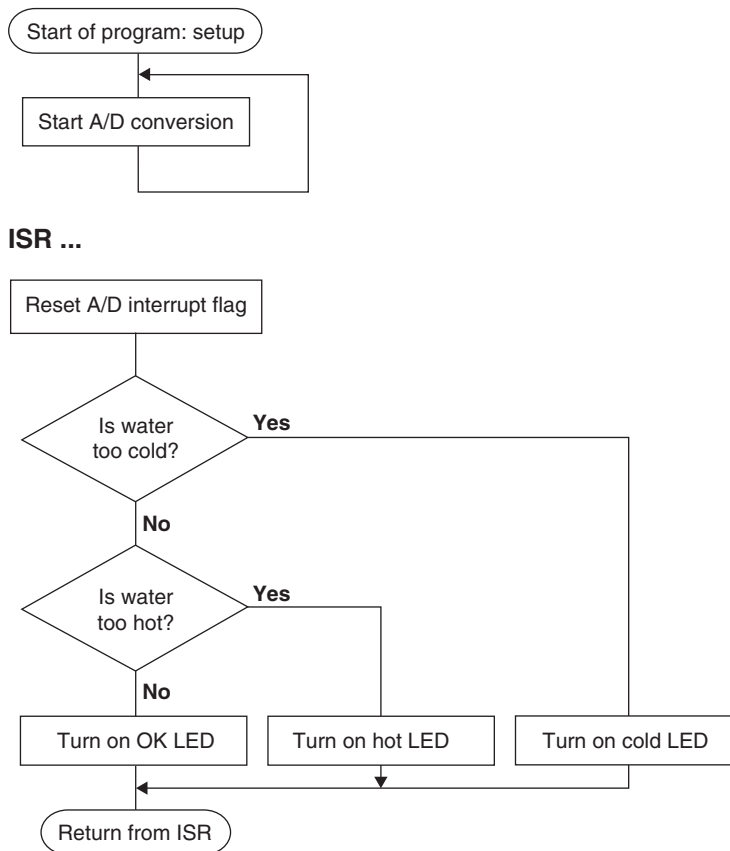 Start of program: setup
Start A/D conversion
ISR ...
Reset A/D interrupt flag
Is water
too cold?
Yes
No
Is water
too hot?
Yes
No
Turn on OK LED
Turn on hot LED
Turn on cold LED
Return from ISR